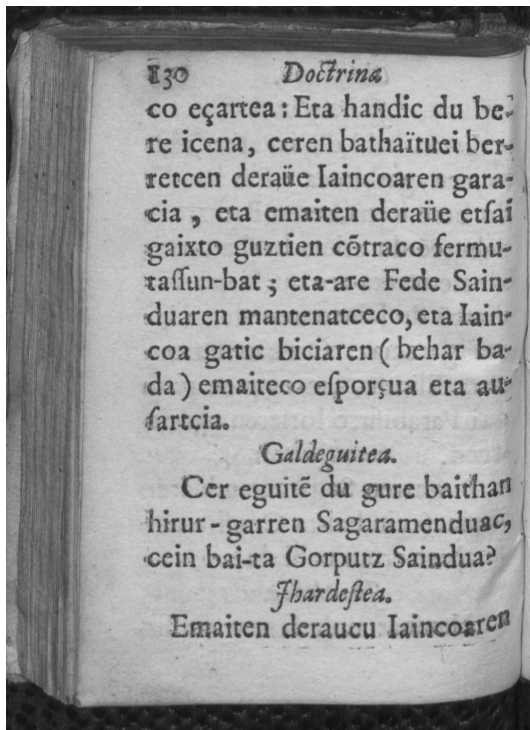 130 Doctrina
co eçartea: Eta handic du be-
re icena, ceren bathaïtuei ber-
retcen deraüe Iaincoaren gara-
cia, eta emaiten deraüe etſai
gaixto guztien cõtraco fermu-
taſſun-bat; eta-are Fede Sain-
duaren mantenatceco, eta Iain-
coa gatic biciaren (behar ba-
da) emaiteco eſporçua eta au-
ſartcia.
Galdeguitea.
Cer eguitẽ du gure baithan
hirur-garren Sagaramenduac,
cein bai-ta Gorputz Saindua?
Jhardeſtea.
Emaiten deraucu Iaincoaren